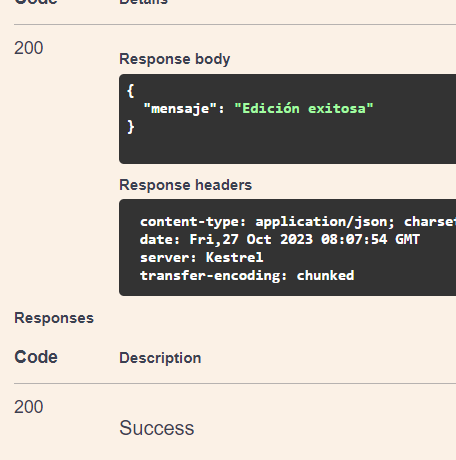 Code Details
200
Response body
{
"mensaje": "Edición exitosa"
}
Response headers
content-type: application/json; charset
date: Fri,27 Oct 2023 08:07:54 GMT
server: Kestrel
transfer-encoding: chunked
Responses
Code Description
200
Success